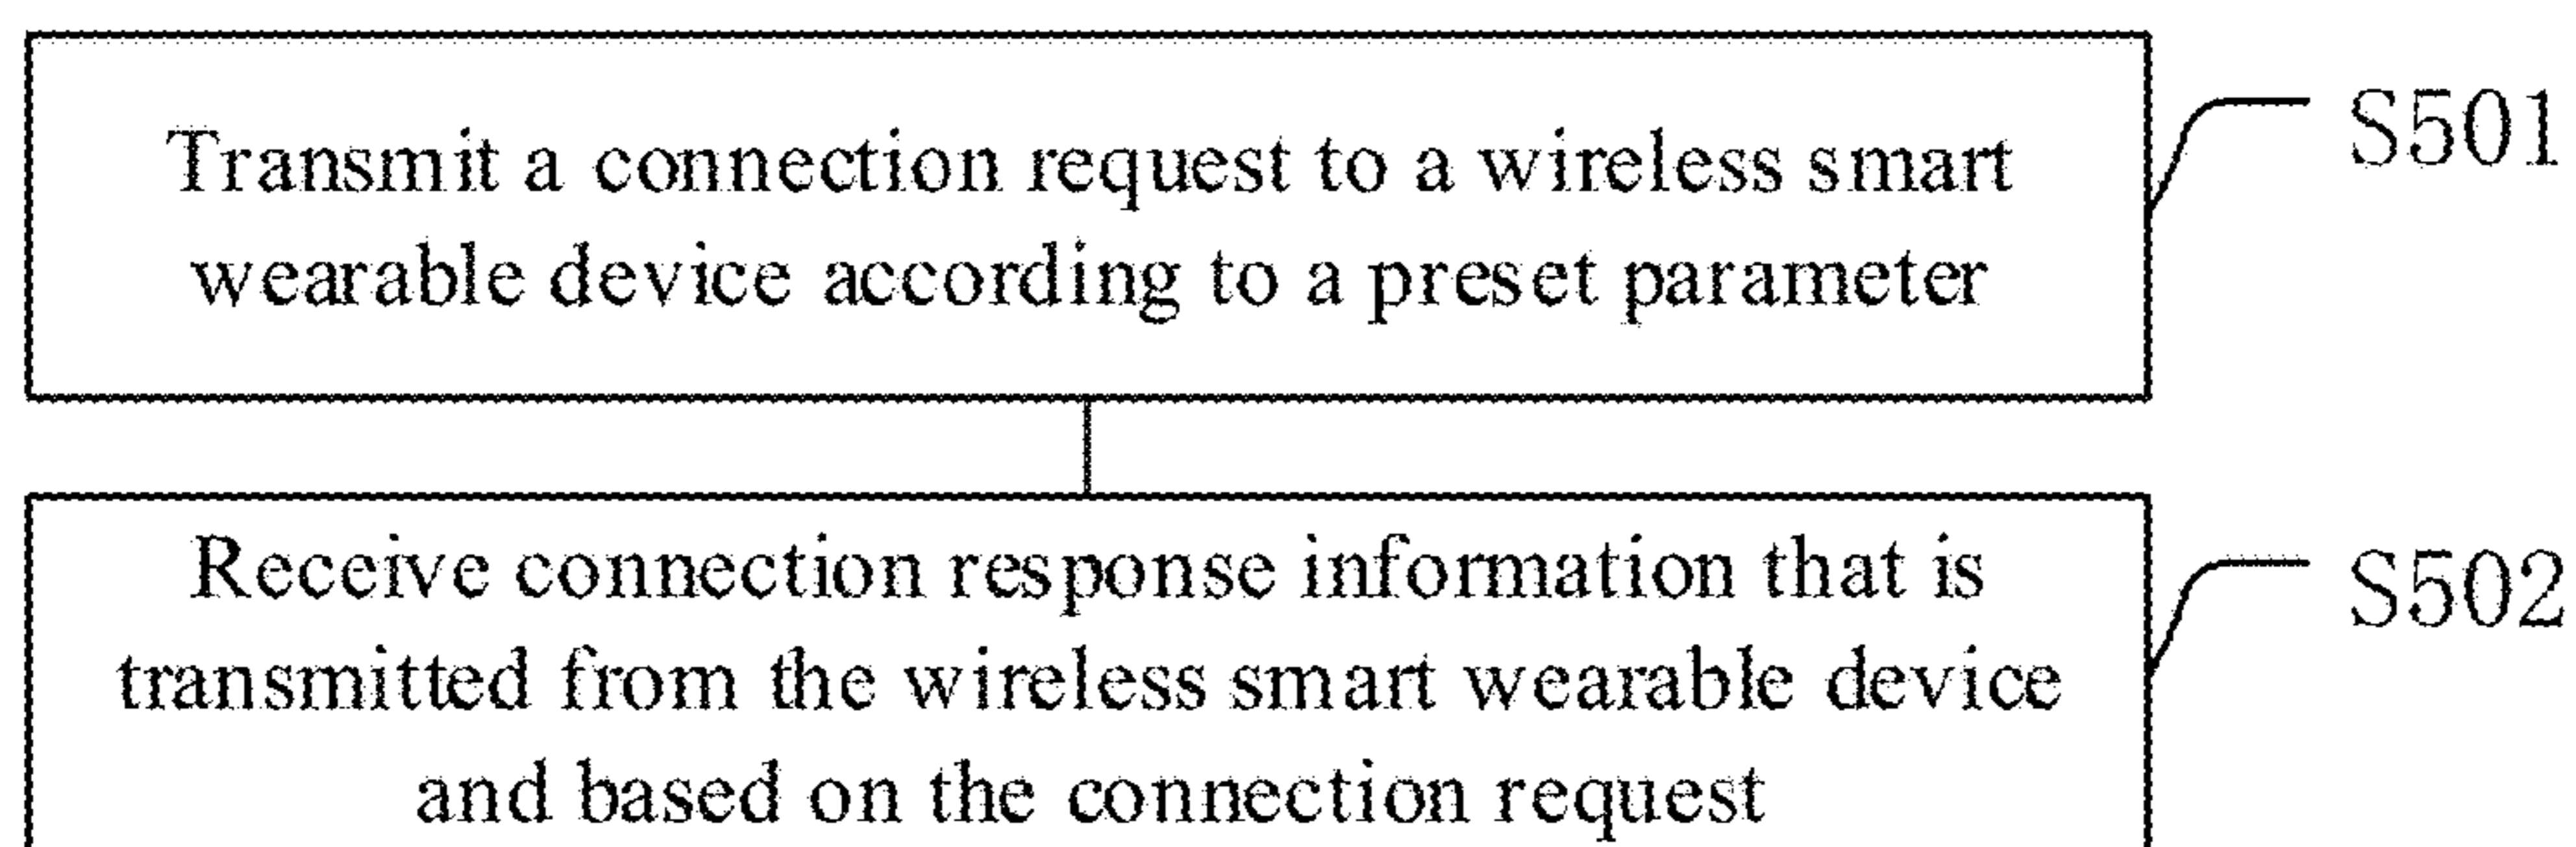 Transmit a connection request to a wireless smart
wearable device according to a preset parameter
S501
Receive connection response information that is
transmitted from the wireless smart wearable device
and based on the connection request
S502